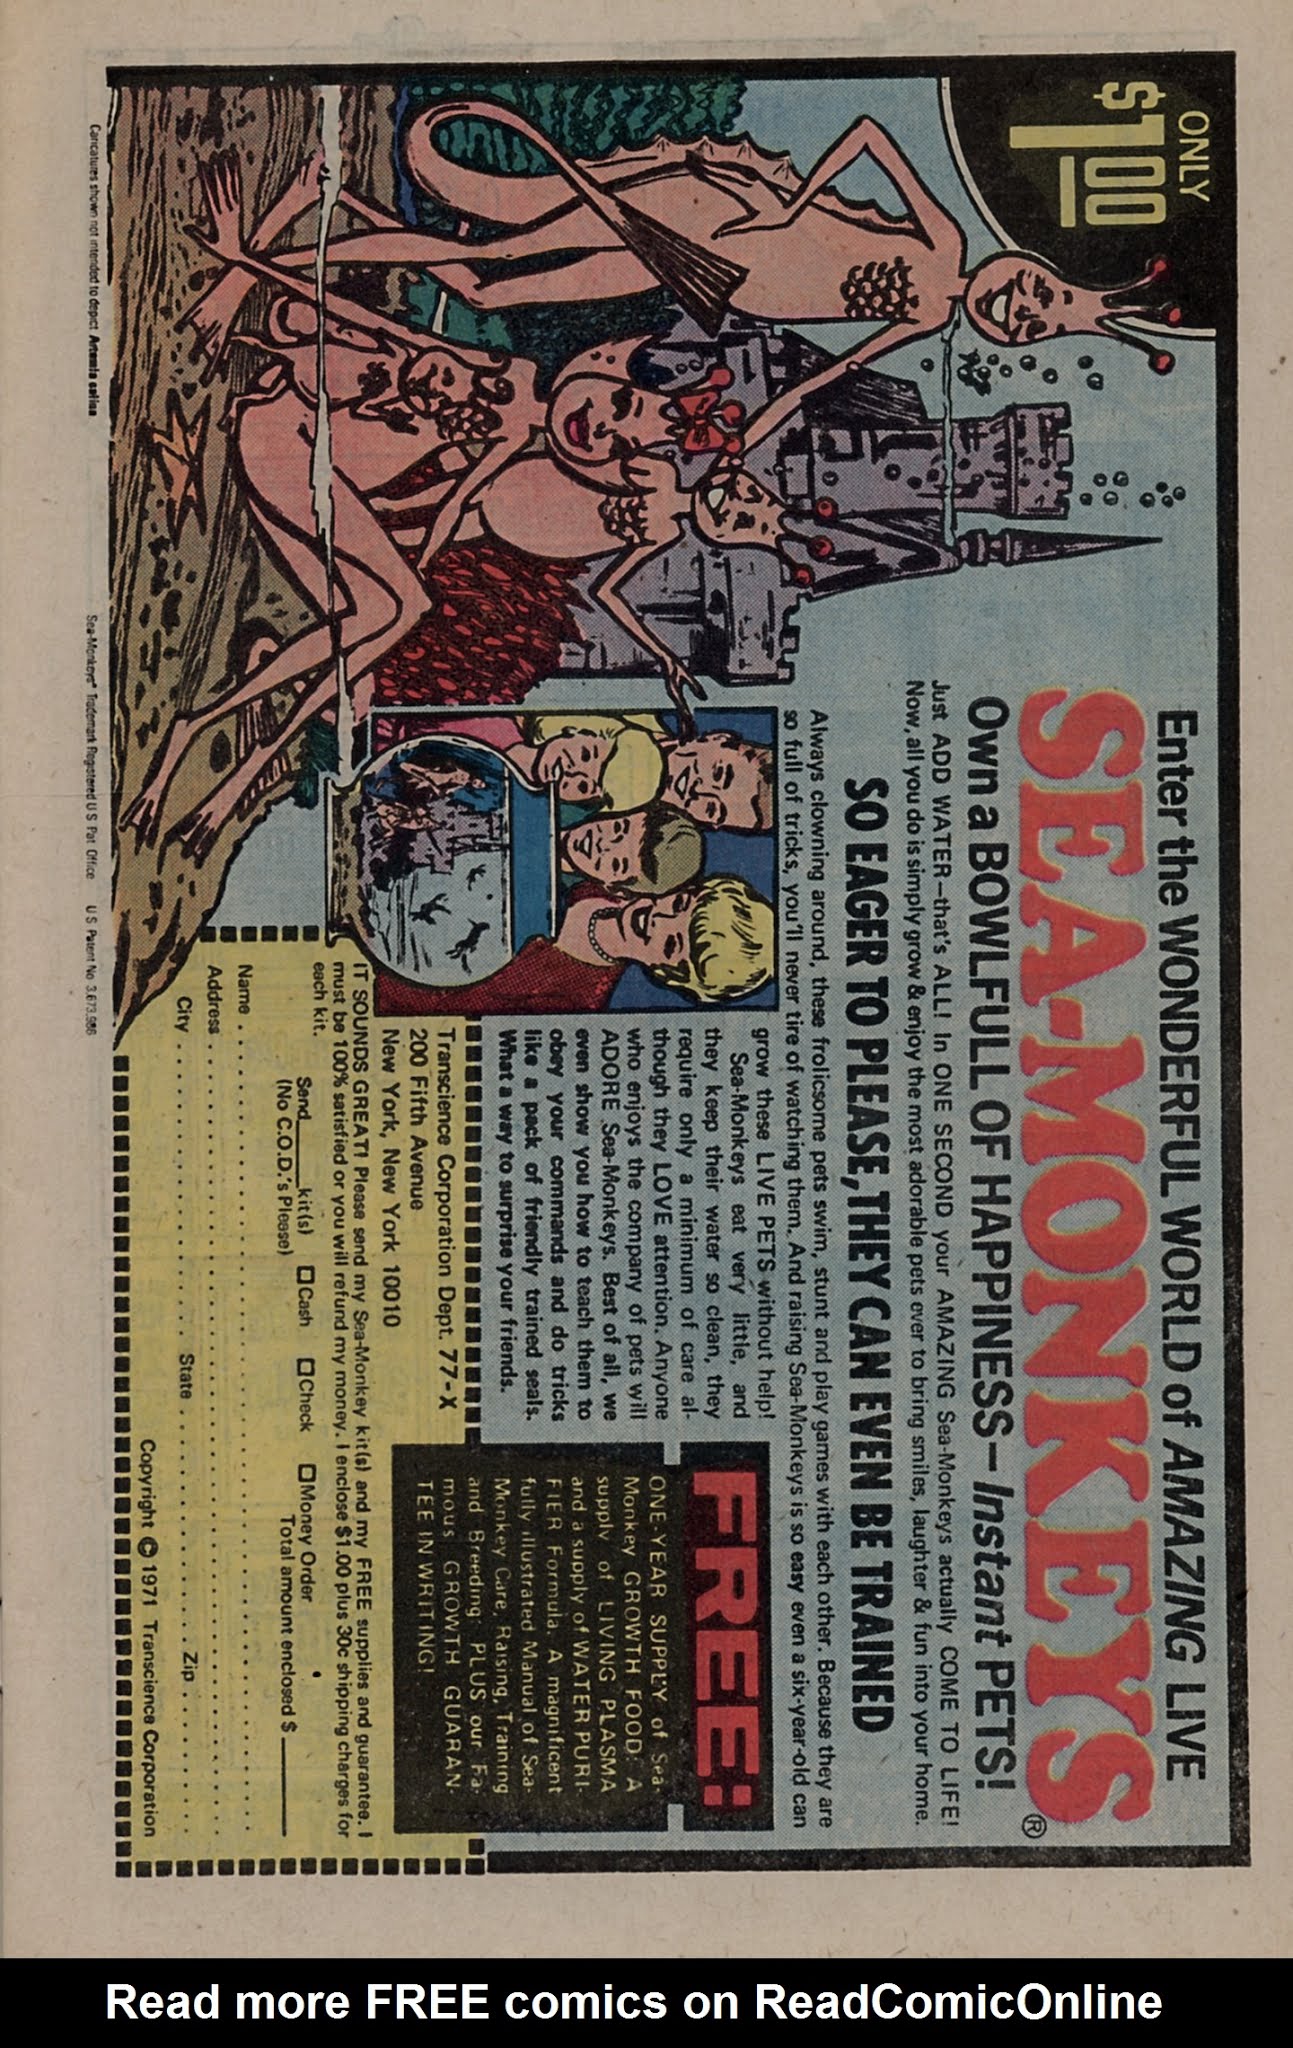 ONLY
$1.00
Enter the WONDERFUL WORLD of AMAZING LIVE
SEA-MONKEYS®
Own a BOWLFULL OF HAPPINESS—Instant PETS!
Just ADD WATER—that's ALL! In ONE SECOND your AMAZING Sea-Monkeys actually COME TO LIFE!
Now, all you do is simply grow & enjoy the most adorable pets ever to bring smiles, laughter & fun into your home.
SO EAGER TO PLEASE, THEY CAN EVEN BE TRAINED
Always clowning around, these frolicsome pets swim, stunt and play games with each other. Because they are
so full of tricks, you'll never tire of watching them. And raising Sea-Monkeys is so easy even a six-year-old can
grow these LIVE PETS without help!
Sea-Monkeys eat very little, and
they keep their water so clean, they
require only a minimum of care al-
though they LOVE attention. Anyone
who enjoys the company of pets will
ADORE Sea-Monkeys. Best of all, we
even show you how to teach them to
obey your commands and do tricks
like a pack of friendly trained seals.
What a way to surprise your friends.
FREE:
ONE-YEAR SUPPLY of Sea-
Monkey GROWTH FOOD. A
supply of LIVING PLASMA
and a supply of WATER PURI-
FIER Formula. A magnificent
fully illustrated Manual of Sea-
Monkey Care, Raising, Training
and Breeding. PLUS our Fa-
mous GROWTH GUARAN-
TEE IN WRITING!
Transcience Corporation Dept. 77-X
200 Fifth Avenue
New York, New York 10010
IT SOUNDS GREAT! Please send my Sea-Monkey kit(s) and my FREE supplies and guarantee. I
must be 100% satisfied or you will refund my money. I enclose $1.00 plus 30c shipping charges for
each kit.
Send____kit(s) □ Cash □ Check □ Money Order
(No C.O.D.'s Please) Total amount enclosed $ ________
Name
Address
City State Zip
Copyright © 1971 Transcience Corporation
Caricatures shown not intended to depict Artemia salina
Sea-Monkeys® Trademark Registered U S Pat Office U S Patent No 3,673,986
Read more FREE comics on ReadComicOnline